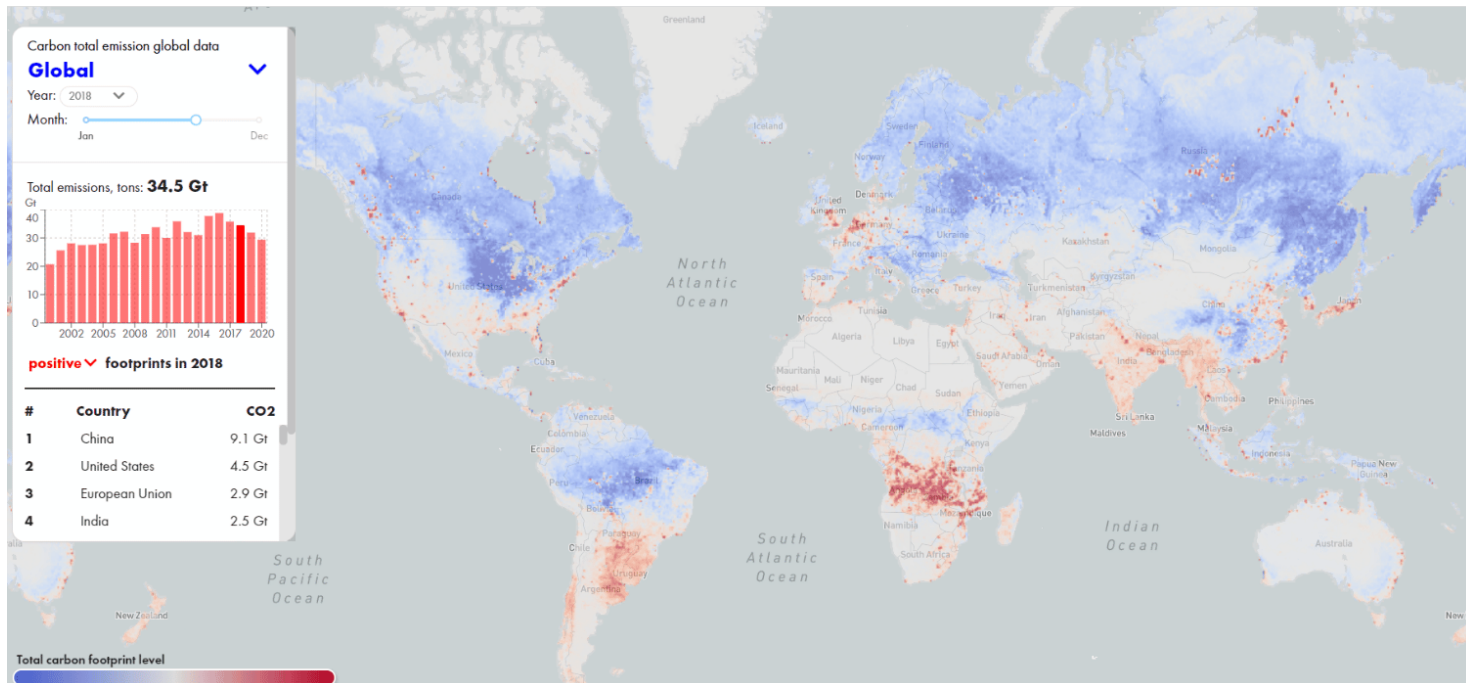 Carbon total emission global data
Global
Year: 2018
Month:
Jan Dec
Total emissions, tons: 34.5 Gt
Gt
40
30
20
10
0
2002 2005 2008 2011 2014 2017 2020
positive footprints in 2018
# Country CO2
1 China 9.1 Gt
2 United States 4.5 Gt
3 European Union 2.9 Gt
4 India 2.5 Gt
Total carbon footprint level
Greenland
Iceland
Sweden
Finland
Norway
Russia
Canada
United Kingdom
Denmark
Belarus
Germany
Ukraine
France
Kazakhstan
Mongolia
Romania
North Atlantic Ocean
Italy
Spain
Kyrgyzstan
United States
Greece
Turkey
Turkmenistan
China
Japan
Tunisia
Morocco
Iraq
Iran
Afghanistan
Algeria
Libya
Egypt
Pakistan
Nepal
Mexico
Cuba
Saudi Arabia
Oman
India
Bangladesh
Laos
Mauritania
Mali
Niger
Chad
Sudan
Yemen
Senegal
Cambodia
Philippines
Nigeria
Ethiopia
Sri Lanka
Venezuela
Cameroon
Maldives
Malaysia
Colombia
Kenya
Ecuador
Indonesia
Papua New Guinea
Tanzania
Peru
Brazil
Angola
Zambia
Bolivia
Mozambique
Namibia
Paraguay
Indian Ocean
South Atlantic Ocean
Chile
Australia
South Africa
South Pacific Ocean
Uruguay
Argentina
New Zealand
New